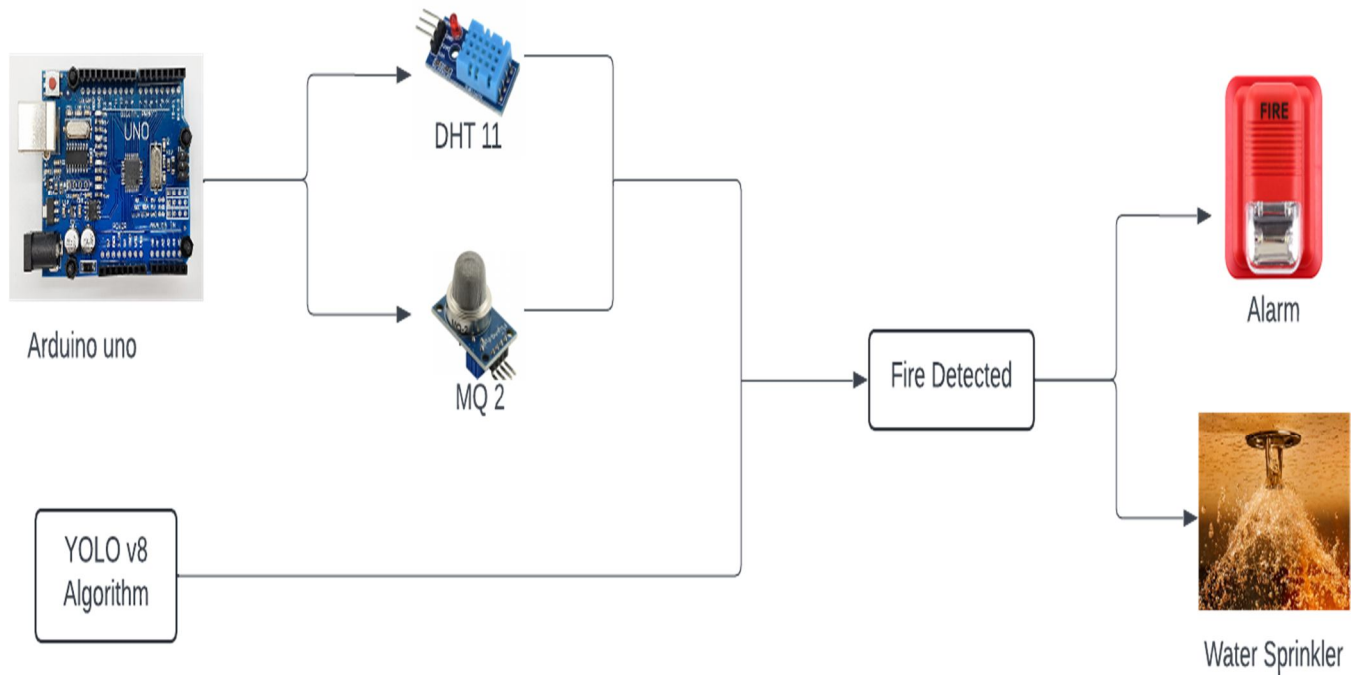 UNO
Arduino uno
DHT 11
MQ 2
YOLO v8
Algorithm
Fire Detected
FIRE
Alarm
Water Sprinkler